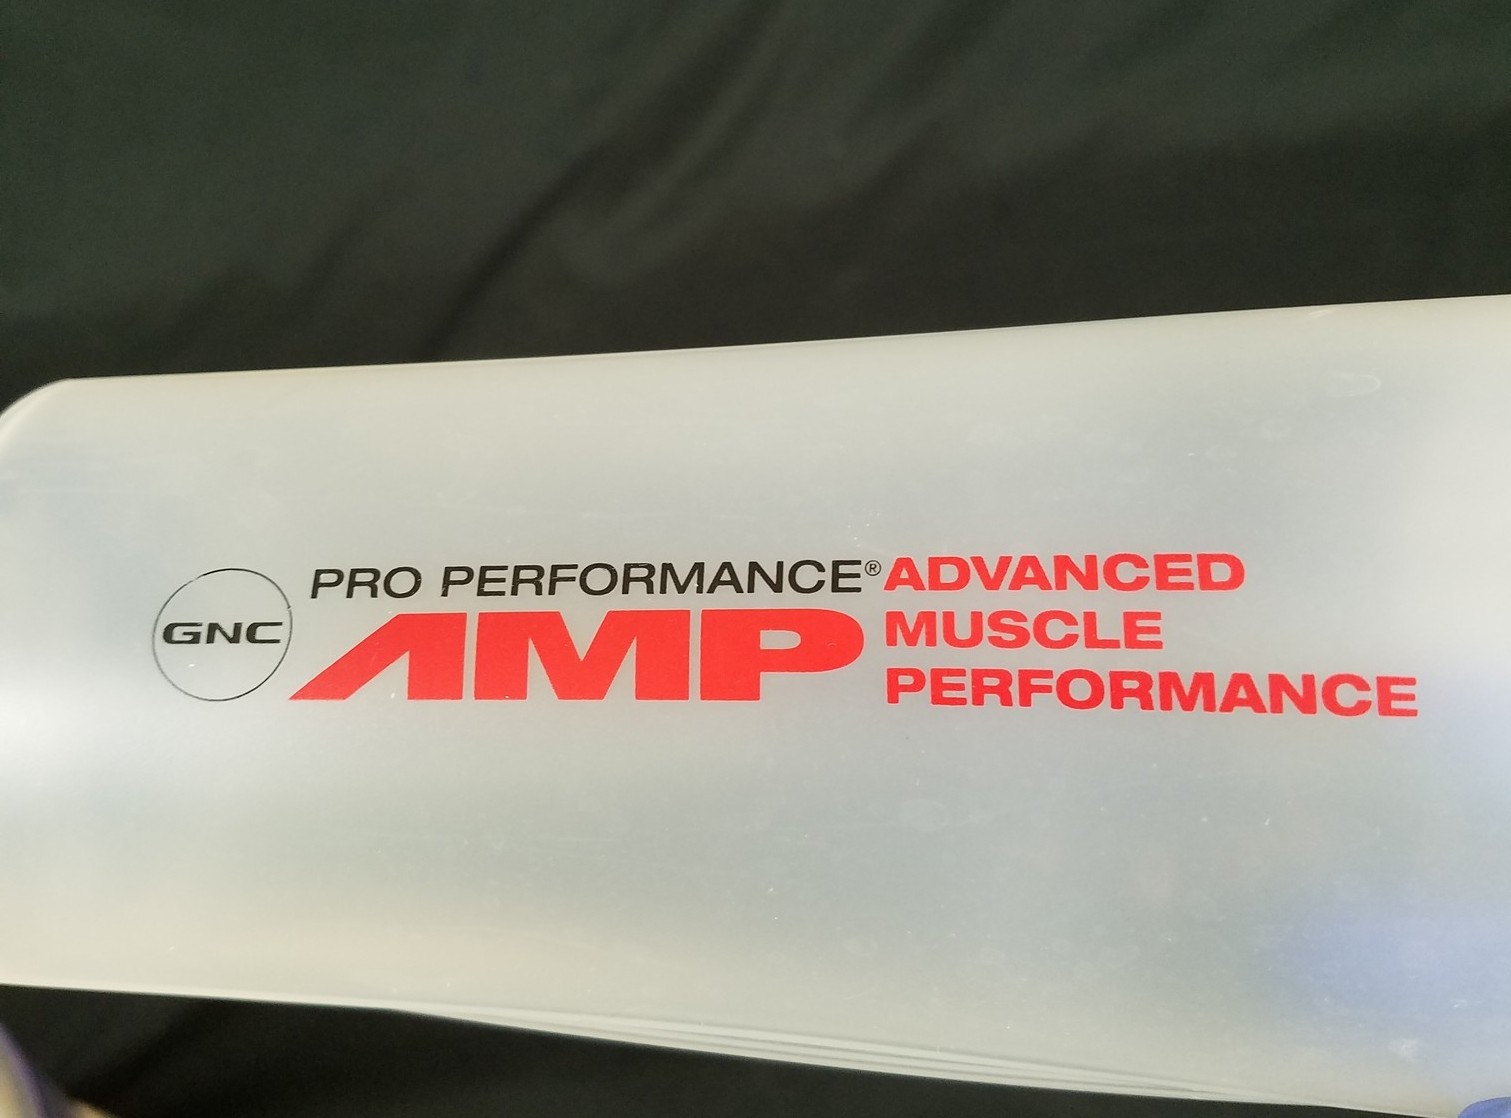 GNC
PRO PERFORMANCE®
AMP
ADVANCED
MUSCLE
PERFORMANCE